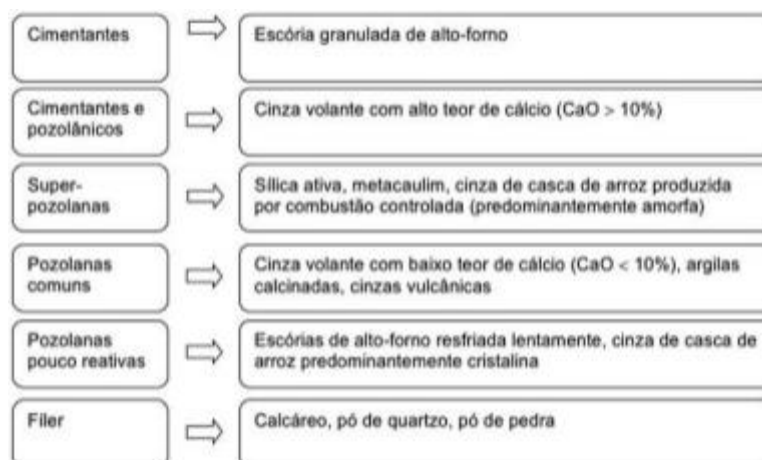 Cimentantes
Escória granulada de alto-forno
Cimentantes e
pozolânicos
Cinza volante com alto teor de cálcio (CaO > 10%)
Super-
pozolanas
Sílica ativa, metacaulim, cinza de casca de arroz produzida
por combustão controlada (predominantemente amorfa)
Pozolanas
comuns
Cinza volante com baixo teor de cálcio (CaO < 10%), argilas
calcinadas, cinzas vulcânicas
Pozolanas
pouco reativas
Escórias de alto-forno resfriada lentamente, cinza de casca de
arroz predominantemente cristalina
Fíler
Calcáreo, pó de quartzo, pó de pedra